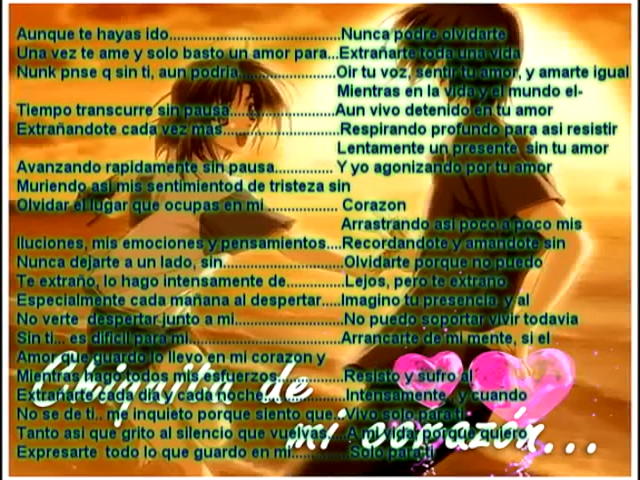 Aunque te hayas ido.......................................Nunca podre olvidarte
Una vez te ame y solo basto un amor para...Extrañarte toda una vida
Nunk pnse q sin ti, aun podria......................Oir tu voz, sentir tu amor, y amarte igual
Mientras en la vida y el mundo el-
Tiempo transcurre sin pausa........................Aun vivo detenido en tu amor
Extrañandote cada vez mas...........................Respirando profundo para asi resistir
Lentamente un presente sin tu amor
Avanzando rapidamente sin pausa.............. Y yo agonizando por tu amor
Muriendo asi mis sentimientod de tristeza sin
Olvidar el lugar que ocupas en mi................. Corazon
Arrastrando asi poco a poco mis
Iluciones, mis emociones y pensamientos....Recordandote y amandote sin
Nunca dejarte a un lado, sin...........................Olvidarte porque no puedo
Te extraño, lo hago intensamente de.............Lejos, pero te extraño
Especialmente cada mañana al despertar.....Imagino tu presencia y al
No verte despertar junto a mi.........................No puedo soportar vivir todavia
Sin ti... es dificil para mi...................................Arrancarte de mi mente, si el
Amor que guardo lo llevo en mi corazon y
Mientras hago todos mis esfuerzos...............Resisto y sufro al
Extrañarte cada dia y cada noche..................Intensamente, y cuando
No se de ti.. me inquieto porque siento que..Vivo solo para ti
Tanto asi que grito al silencio que vuelvas....A mi vida porque quiero
Expresarte todo lo que guardo en mi.............Solo para ti
de
mi corazón...